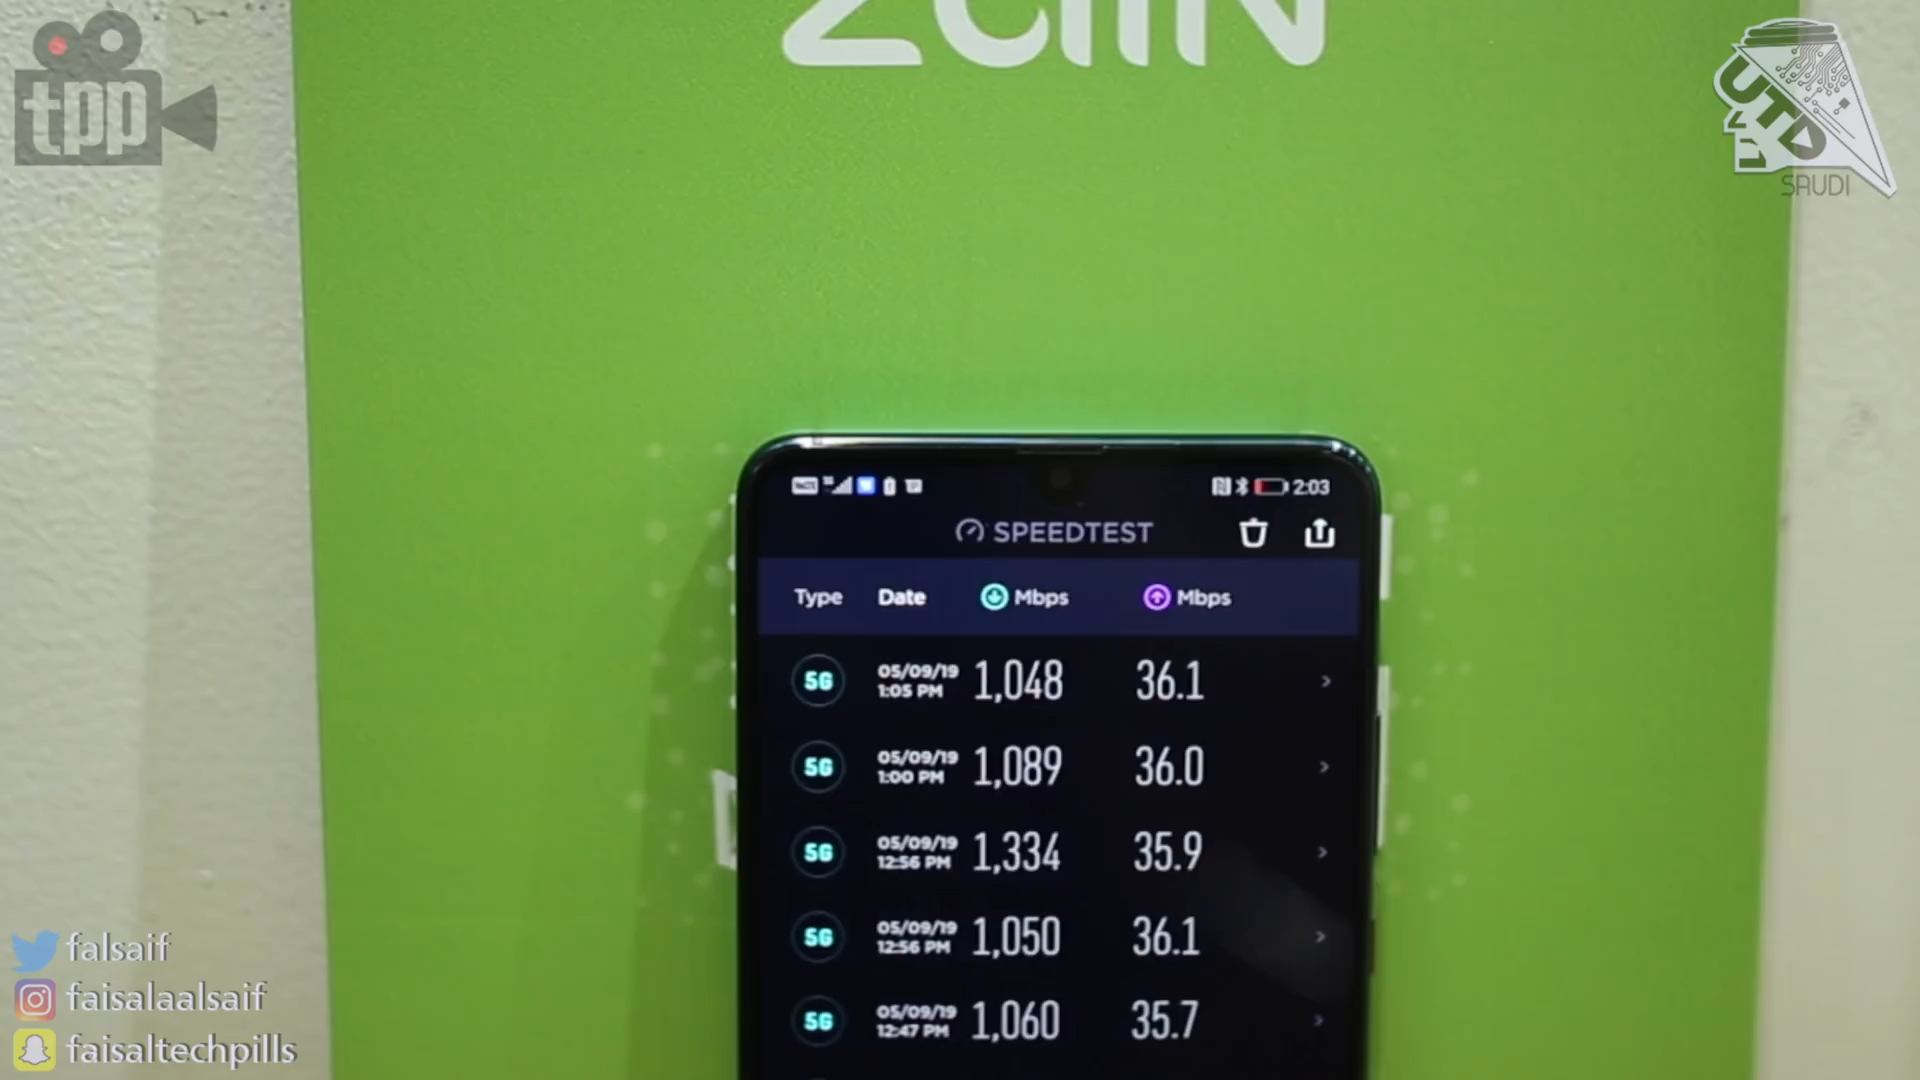 zain
tpp
UTD
SAUDI
2:03
SPEEDTEST
Type Date Mbps Mbps
5G 05/09/19 1,048 36.1
1:05 PM
5G 05/09/19 1,089 36.0
1:00 PM
5G 05/09/19 1,334 35.9
12:56 PM
5G 05/09/19 1,050 36.1
12:56 PM
5G 05/09/19 1,060 35.7
12:47 PM
falsaif
faisalaalsaif
faisaltechpills